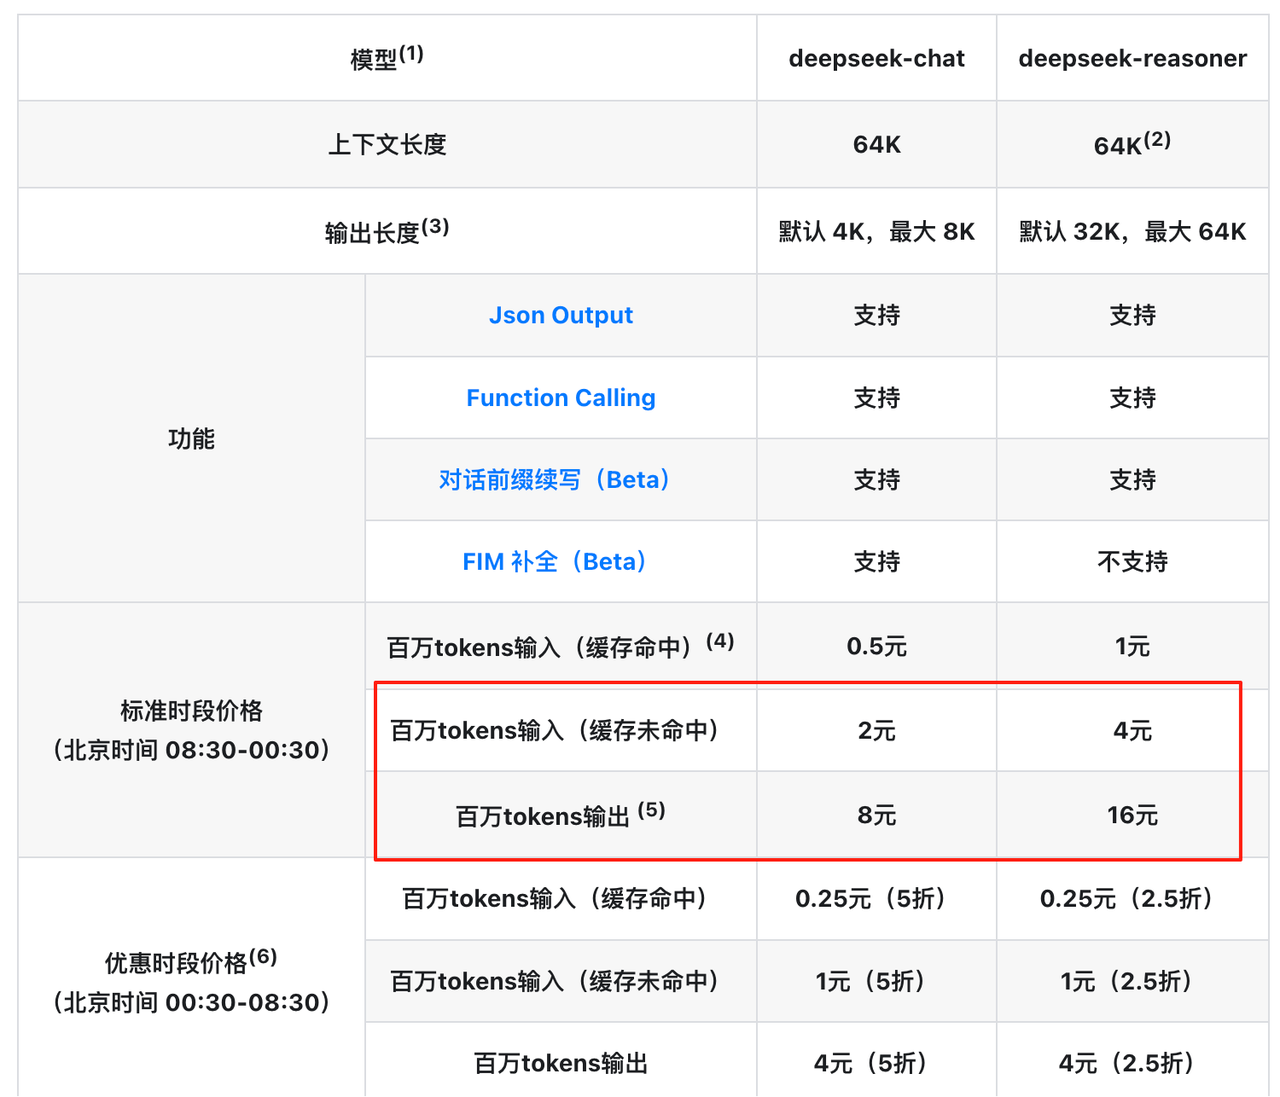 模型(1) deepseek-chat deepseek-reasoner
上下文长度 64K 64K(2)
输出长度(3) 默认 4K，最大 8K 默认 32K，最大 64K
功能
Json Output 支持 支持
Function Calling 支持 支持
对话前缀续写（Beta） 支持 支持
FIM 补全（Beta） 支持 不支持
标准时段价格
（北京时间 08:30-00:30）
百万tokens输入（缓存命中）(4) 0.5元 1元
百万tokens输入（缓存未命中） 2元 4元
百万tokens输出 (5) 8元 16元
优惠时段价格(6)
（北京时间 00:30-08:30）
百万tokens输入（缓存命中） 0.25元（5折） 0.25元（2.5折）
百万tokens输入（缓存未命中） 1元（5折） 1元（2.5折）
百万tokens输出 4元（5折） 4元（2.5折）